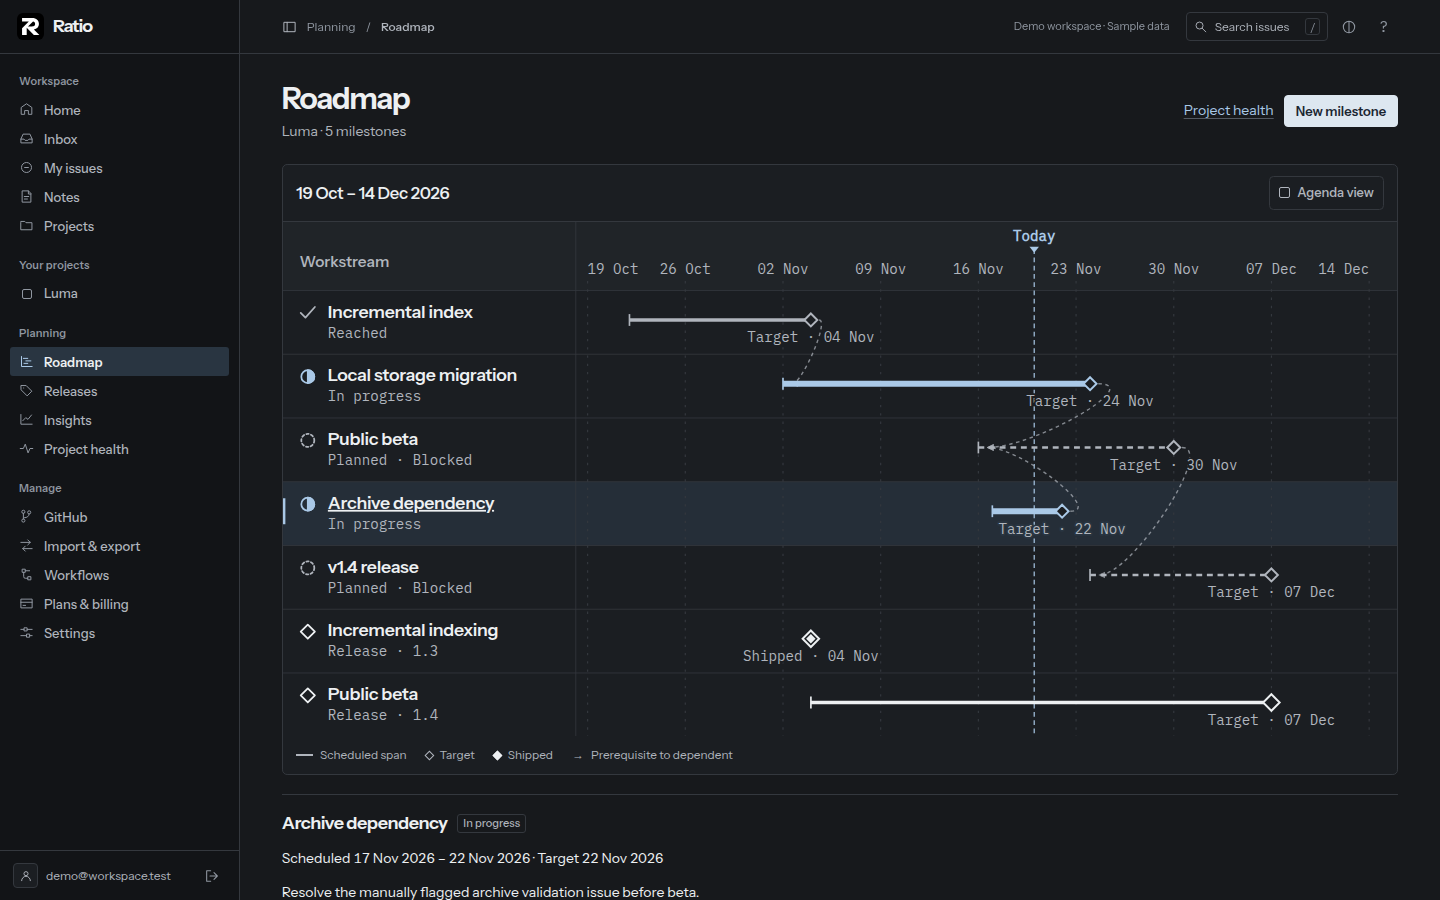 Ratio
Planning / Roadmap
Demo workspace · Sample data
Search issues /
?
Workspace
Home
Inbox
My issues
Notes
Projects
Your projects
Luma
Planning
Roadmap
Releases
Insights
Project health
Manage
GitHub
Import & export
Workflows
Plans & billing
Settings
demo@workspace.test
Roadmap
Luma · 5 milestones
Project health
New milestone
19 Oct – 14 Dec 2026
Agenda view
Workstream
Today
19 Oct 26 Oct 02 Nov 09 Nov 16 Nov 23 Nov 30 Nov 07 Dec 14 Dec
Incremental index
Reached
Target · 04 Nov
Local storage migration
In progress
Target · 24 Nov
Public beta
Planned · Blocked
Target · 30 Nov
Archive dependency
In progress
Target · 22 Nov
v1.4 release
Planned · Blocked
Target · 07 Dec
Incremental indexing
Release · 1.3
Shipped · 04 Nov
Public beta
Release · 1.4
Target · 07 Dec
Scheduled span Target Shipped → Prerequisite to dependent
Archive dependency In progress
Scheduled 17 Nov 2026 – 22 Nov 2026 · Target 22 Nov 2026
Resolve the manually flagged archive validation issue before beta.